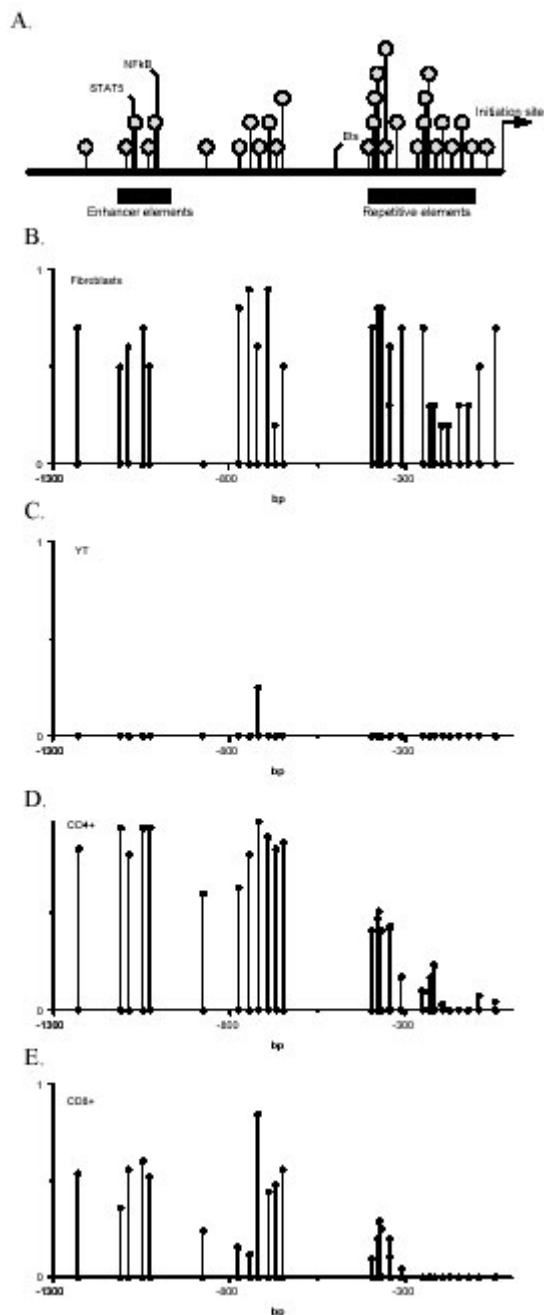 A.
NFkB
STAT5
Initiation site
Ets
Enhancer elements
Repetitive elements
B.
1
Fibroblasts
0
-1300
-800
-300
bp
C.
1
YT
0
-1300
-800
-300
bp
D.
CD4+
0
-1300
-800
-300
bp
E.
1
CD8+
0
-1300
-800
-300
bp